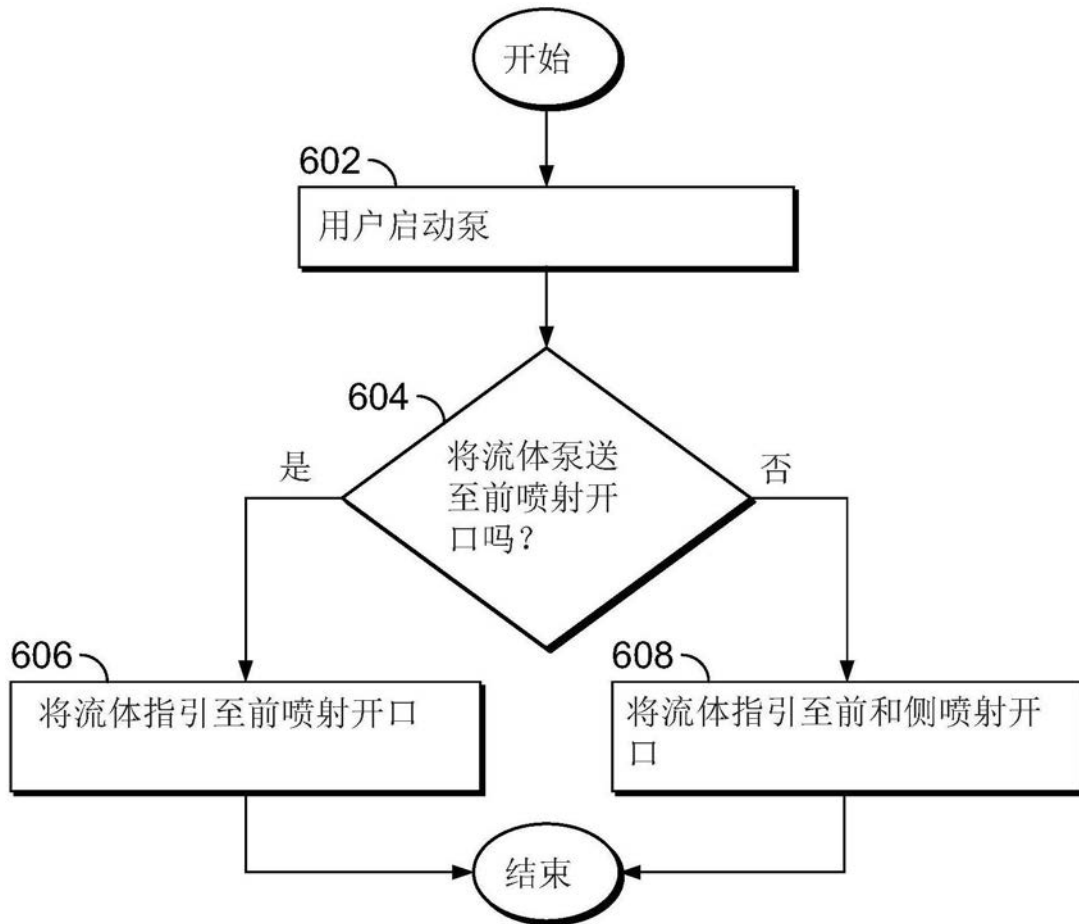 开始
602
用户启动泵
604
将流体泵送
至前喷射开
口吗?
是
否
606
将流体指引至前喷射开口
608
将流体指引至前和侧喷射开
口
结束